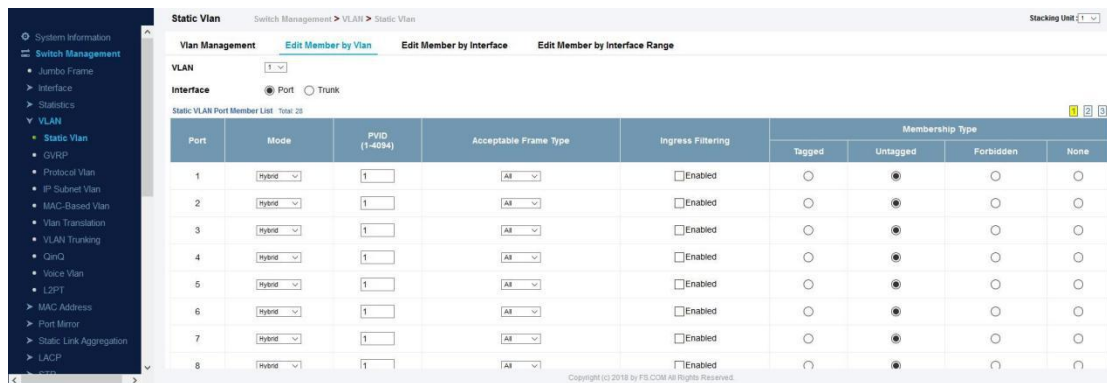 Static Vlan Switch Management > VLAN > Static Vlan Stacking Unit : 1
System Information
Switch Management
Jumbo Frame
Interface
Statistics
VLAN
Static Vlan
GVRP
Protocol Vlan
IP Subnet Vlan
MAC-Based Vlan
Vlan Translation
VLAN Trunking
QinQ
Voice Vlan
L2PT
MAC Address
Port Mirror
Static Link Aggregation
LACP
STP
Vlan Management Edit Member by Vlan Edit Member by Interface Edit Member by Interface Range
VLAN 1
Interface Port Trunk
Static VLAN Port Member List Total: 28 1 2 3
Port Mode PVID (1-4094) Acceptable Frame Type Ingress Filtering Membership Type
Tagged Untagged Forbidden None
1 Hybrid 1 All Enabled
2 Hybrid 1 All Enabled
3 Hybrid 1 All Enabled
4 Hybrid 1 All Enabled
5 Hybrid 1 All Enabled
6 Hybrid 1 All Enabled
7 Hybrid 1 All Enabled
8 Hybrid 1 All Enabled
Copyright (c) 2018 by FS.COM All Rights Reserved.